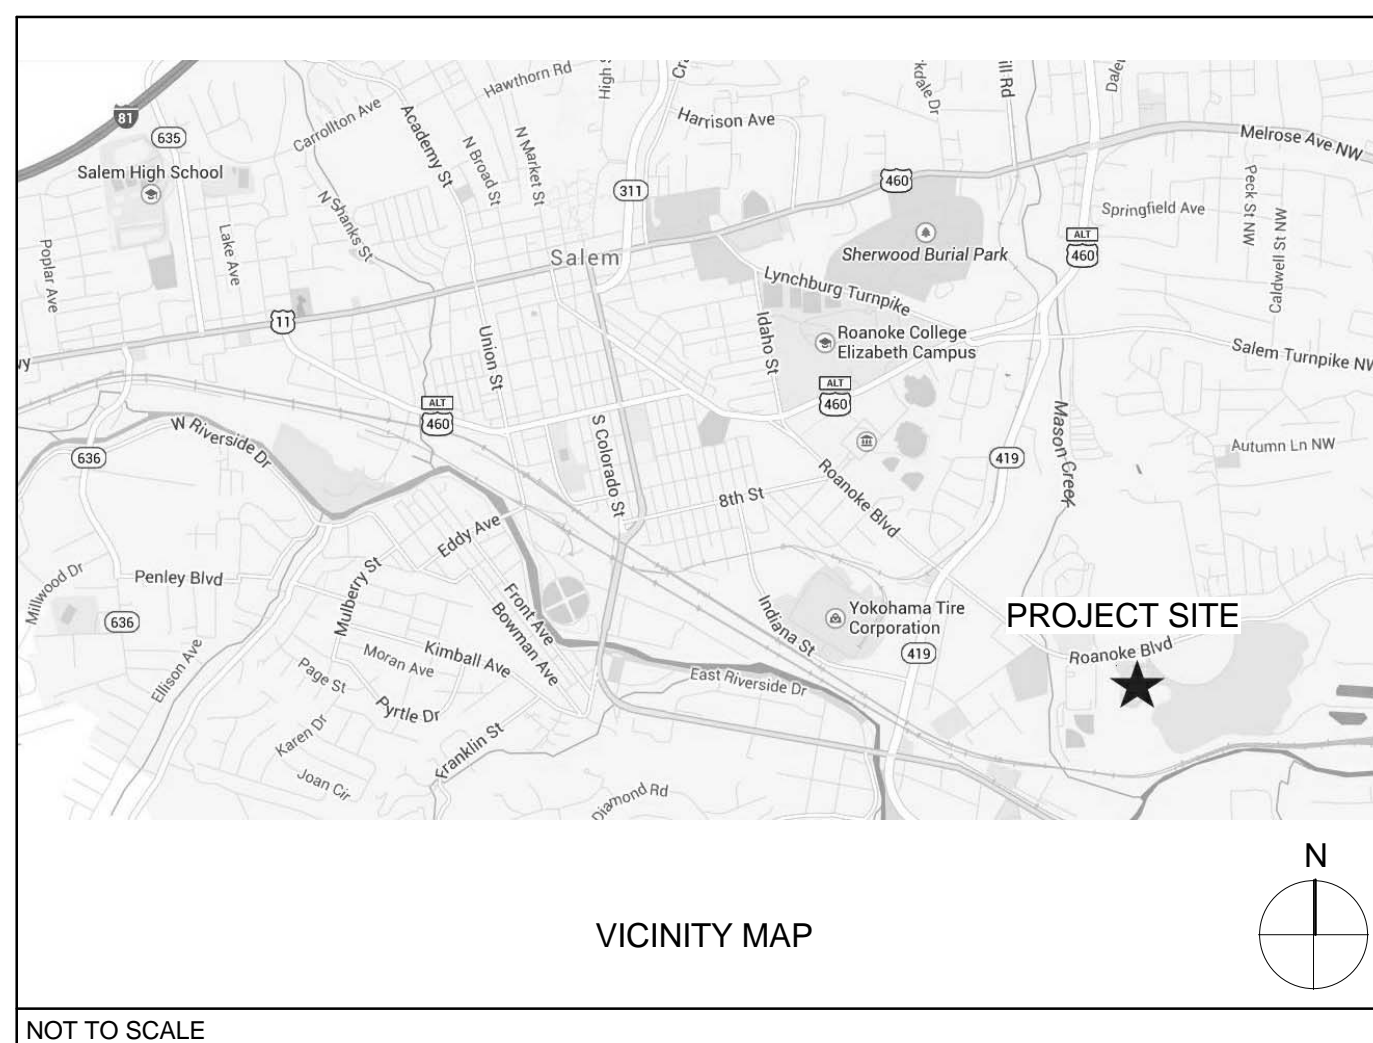 Hawthorn Rd
81
635
Carrollton Ave
Academy St
N Broad St
N Market St
Harrison Ave
Melrose Ave NW
Salem High School
311
460
Peck St NW
Springfield Ave
Caldwell St NW
N Shanks St
Lake Ave
Poplar Ave
Salem
Sherwood Burial Park
ALT
460
Lynchburg Turnpike
11
Idaho St
Roanoke College
Elizabeth Campus
Salem Turnpike NW
Union St
ALT
460
ALT
460
S Colorado St
Mason Creek
W Riverside Dr
636
419
Autumn Ln NW
Roanoke Blvd
8th St
Eddy Ave
Millwood Dr
Penley Blvd
Mulberry St
636
Front Ave
Bowman Ave
Indiana St
Yokohama Tire
Corporation
PROJECT SITE
Roanoke Blvd
419
Kimball Ave
Moran Ave
Page St
Ellison Ave
East Riverside Dr
Pyrtle Dr
Karen Dr
Franklin St
Joan Cir
Diamond Rd
N
VICINITY MAP
NOT TO SCALE